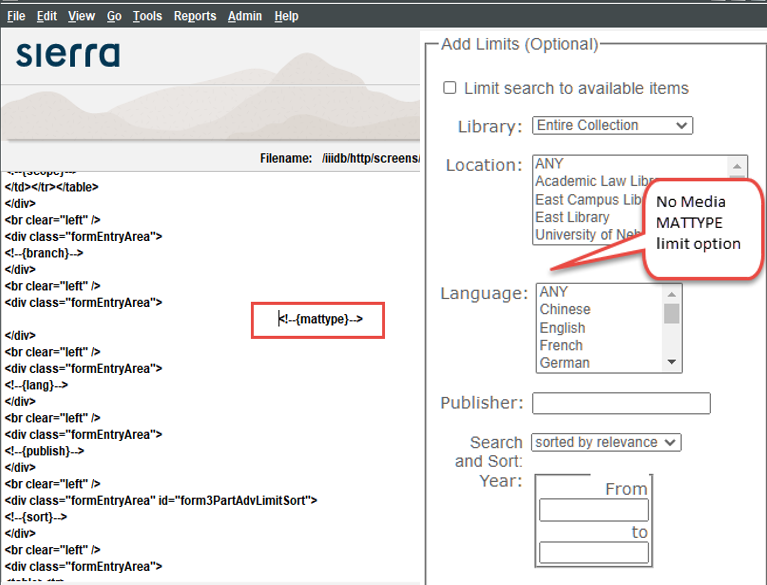 File Edit View Go Tools Reports Admin Help
sierra
Filename: /iiidb/http/screens/
<!--{scope}-->
</td></tr></table>
</div>
<br clear="left" />
<div class="formEntryArea">
<!--{branch}-->
</div>
<br clear="left" />
<div class="formEntryArea">
<!--{mattype}-->
</div>
<br clear="left" />
<div class="formEntryArea">
<!--{lang}-->
</div>
<br clear="left" />
<div class="formEntryArea">
<!--{publish}-->
</div>
<br clear="left" />
<div class="formEntryArea" id="form3PartAdvLimitSort">
<!--{sort}-->
</div>
<br clear="left" />
<div class="formEntryArea">
Add Limits (Optional)
Limit search to available items
Library: Entire Collection
Location: ANY
Academic Law Libr
East Campus Lib
East Library
University of Neb
No Media
MATTYPE
limit option
Language: ANY
Chinese
English
French
German
Publisher:
Search and Sort: sorted by relevance
Year:
From
to